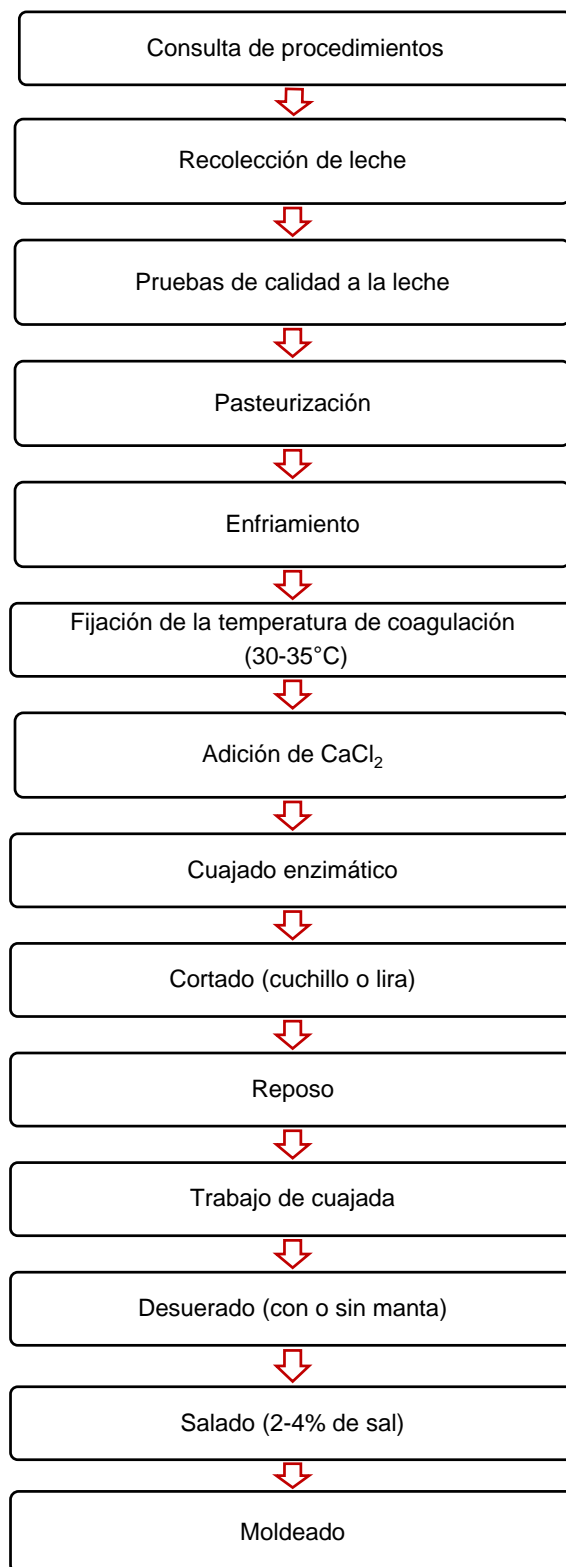 Consulta de procedimientos
Recolección de leche
Pruebas de calidad a la leche
Pasteurización
Enfriamiento
Fijación de la temperatura de coagulación
(30-35°C)
Adición de CaCl₂
Cuajado enzimático
Cortado (cuchillo o lira)
Reposo
Trabajo de cuajada
Desuerado (con o sin manta)
Salado (2-4% de sal)
Moldeado